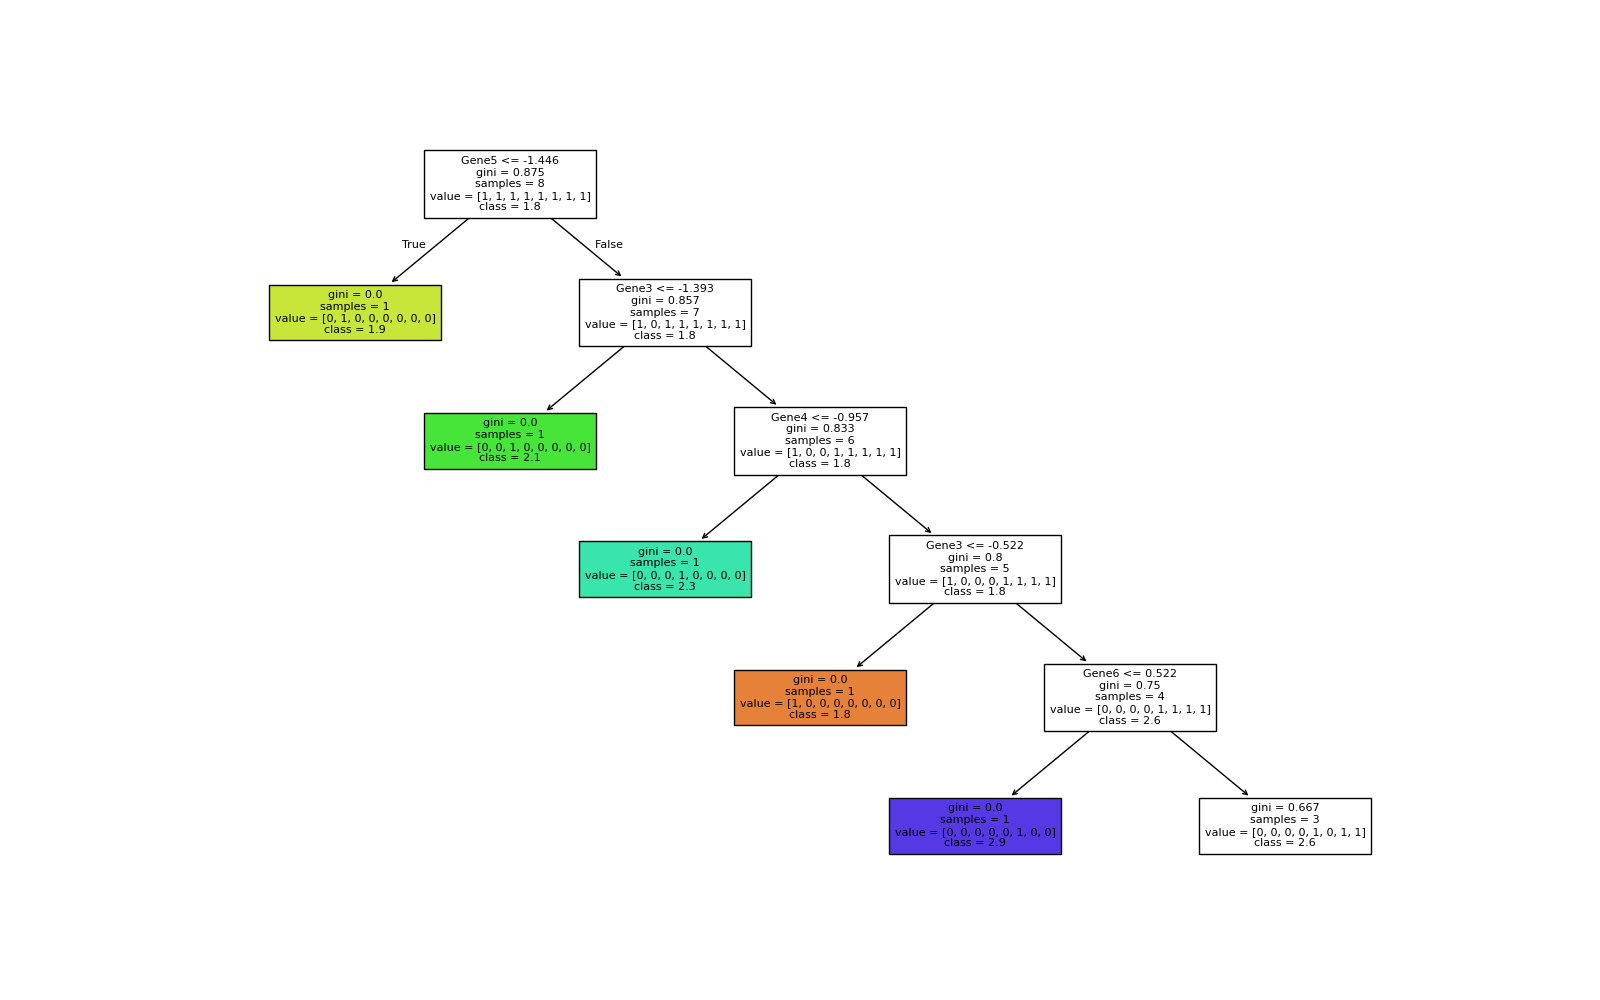 Gene5 <= -1.446
gini = 0.875
samples = 8
value = [1, 1, 1, 1, 1, 1, 1, 1]
class = 1.8
True
False
gini = 0.0
samples = 1
value = [0, 1, 0, 0, 0, 0, 0, 0]
class = 1.9
Gene3 <= -1.393
gini = 0.857
samples = 7
value = [1, 0, 1, 1, 1, 1, 1, 1]
class = 1.8
gini = 0.0
samples = 1
value = [0, 0, 1, 0, 0, 0, 0, 0]
class = 2.1
Gene4 <= -0.957
gini = 0.833
samples = 6
value = [1, 0, 0, 1, 1, 1, 1, 1]
class = 1.8
gini = 0.0
samples = 1
value = [0, 0, 0, 1, 0, 0, 0, 0]
class = 2.3
Gene3 <= -0.522
gini = 0.8
samples = 5
value = [1, 0, 0, 0, 1, 1, 1, 1]
class = 1.8
gini = 0.0
samples = 1
value = [1, 0, 0, 0, 0, 0, 0, 0]
class = 1.8
Gene6 <= 0.522
gini = 0.75
samples = 4
value = [0, 0, 0, 0, 1, 1, 1, 1]
class = 2.6
gini = 0.0
samples = 1
value = [0, 0, 0, 0, 0, 1, 0, 0]
class = 2.9
gini = 0.667
samples = 3
value = [0, 0, 0, 0, 1, 0, 1, 1]
class = 2.6